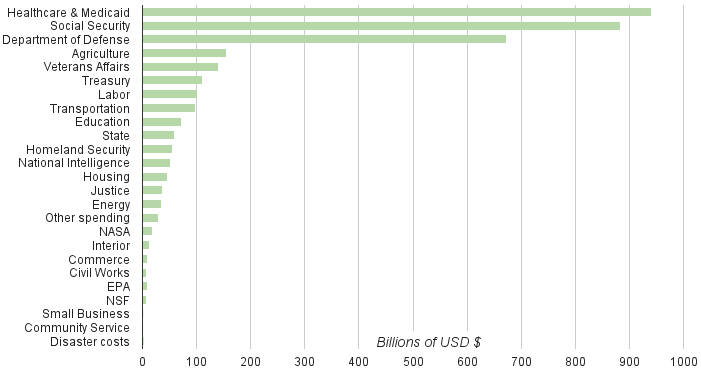 Healthcare & Medicaid
Social Security
Department of Defense
Agriculture
Veterans Affairs
Treasury
Labor
Transportation
Education
State
Homeland Security
National Intelligence
Housing
Justice
Energy
Other spending
NASA
Interior
Commerce
Civil Works
EPA
NSF
Small Business
Community Service
Disaster costs
Billions of USD $
0 100 200 300 400 500 600 700 800 900 1000